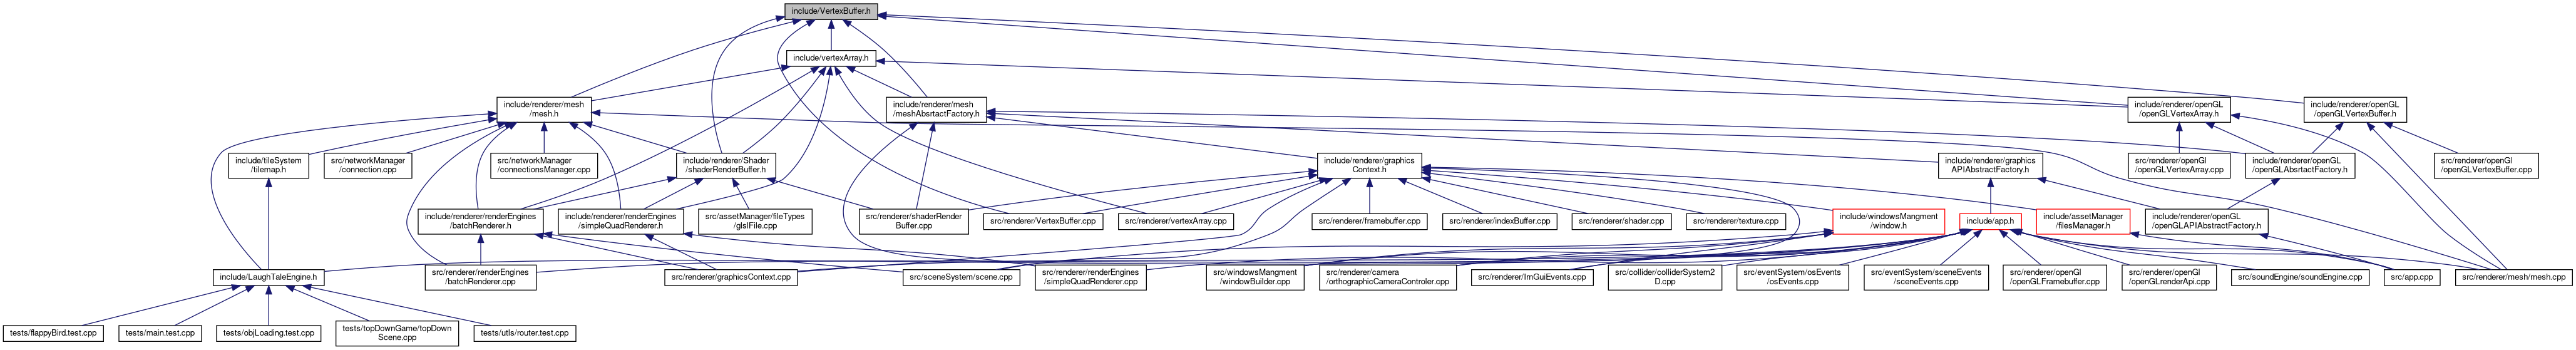 include/VertexBuffer.h
include/vertexArray.h
include/renderer/mesh
/mesh.h
include/renderer/mesh
/meshAbsrtactFactory.h
include/renderer/openGL
/openGLVertexArray.h
include/renderer/openGL
/openGLVertexBuffer.h
include/tileSystem
/tilemap.h
src/networkManager
/connection.cpp
src/networkManager
/connectionsManager.cpp
include/renderer/Shader
/shaderRenderBuffer.h
include/renderer/graphics
Context.h
include/renderer/graphics
APIAbstractFactory.h
src/renderer/openGl
/openGLVertexArray.cpp
include/renderer/openGL
/openGLAbsrtactFactory.h
src/renderer/openGl
/openGLVertexBuffer.cpp
include/renderer/renderEngines
/batchRenderer.h
include/renderer/renderEngines
/simpleQuadRenderer.h
src/assetManager/fileTypes
/glslFile.cpp
src/renderer/shaderRender
Buffer.cpp
src/renderer/VertexBuffer.cpp
src/renderer/vertexArray.cpp
src/renderer/framebuffer.cpp
src/renderer/indexBuffer.cpp
src/renderer/shader.cpp
src/renderer/texture.cpp
include/windowsMangment
/window.h
include/app.h
include/assetManager
/filesManager.h
include/renderer/openGL
/openGLAPIAbstractFactory.h
include/LaughTaleEngine.h
src/renderer/renderEngines
/batchRenderer.cpp
src/renderer/graphicsContext.cpp
src/sceneSystem/scene.cpp
src/renderer/renderEngines
/simpleQuadRenderer.cpp
src/windowsMangment
/windowBuilder.cpp
src/renderer/camera
/orthographicCameraControler.cpp
src/renderer/ImGuiEvents.cpp
src/collider/colliderSystem2
D.cpp
src/eventSystem/osEvents
/osEvents.cpp
src/eventSystem/sceneEvents
/sceneEvents.cpp
src/renderer/openGl
/openGLFramebuffer.cpp
src/renderer/openGl
/openGLrenderApi.cpp
src/soundEngine/soundEngine.cpp
src/app.cpp
src/renderer/mesh/mesh.cpp
tests/flappyBird.test.cpp
tests/main.test.cpp
tests/objLoading.test.cpp
tests/topDownGame/topDown
Scene.cpp
tests/utls/router.test.cpp